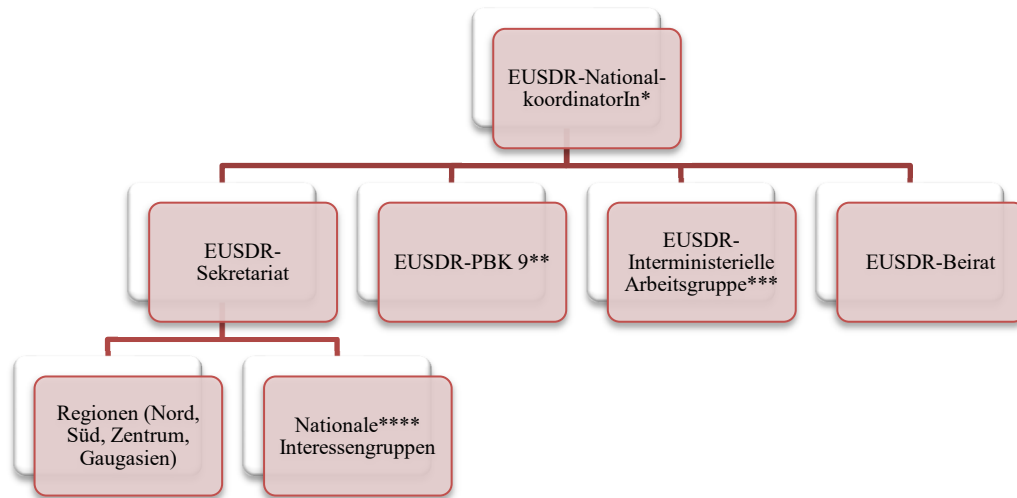 EUSDR-National-
koordinatorIn*
EUSDR-
Sekretariat
EUSDR-PBK 9**
EUSDR-
Interministerielle
Arbeitsgruppe***
EUSDR-Beirat
Regionen (Nord,
Süd, Zentrum,
Gaugasien)
Nationale****
Interessengruppen